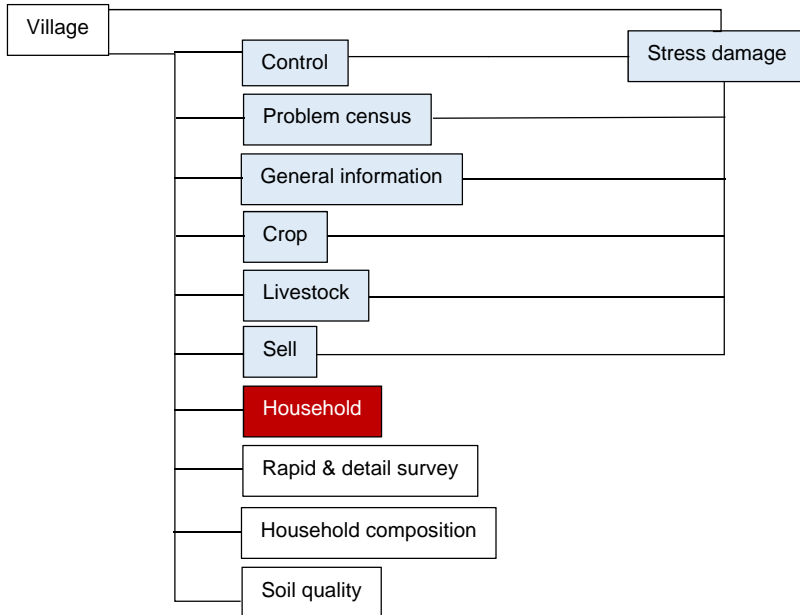 Village
Stress damage
Control
Problem census
General information
Crop
Livestock
Sell
Household
Rapid & detail survey
Household composition
Soil quality